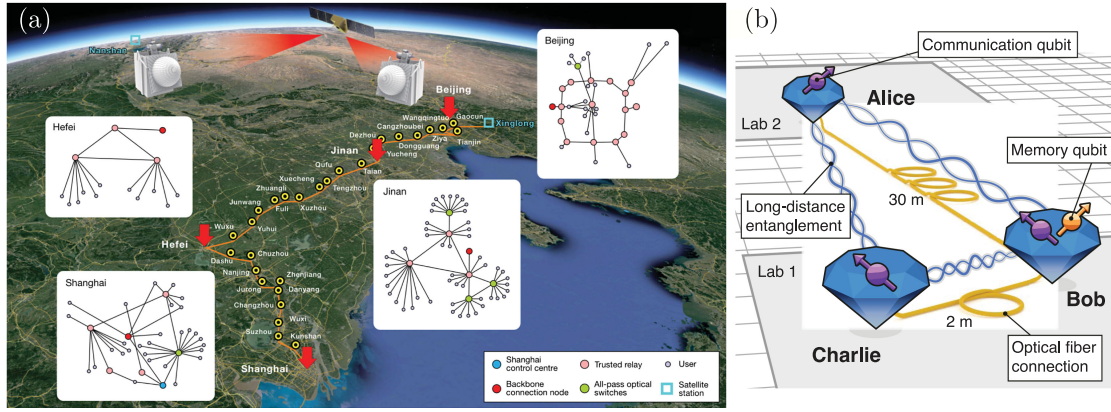 (a)
Nanshan
Beijing
Wangqingtuo
Gaocun
Cangzhoubei
Xinglong
Dezhou
Ziya
Tianjin
Dongguang
Jinan
Yucheng
Qufu
Taian
Xuecheng
Tengzhou
Zhuangli
Junwang
Fuli
Xuzhou
Wuxu
Yuhui
Hefei
Chuzhou
Dashu
Nanjing
Zhenjiang
Jutong
Danyang
Changzhou
Wuxi
Suzhou
Kunshan
Shanghai
Hefei
Beijing
Jinan
Shanghai
Shanghai
control centre
Trusted relay
User
Backbone
connection node
All-pass optical
switches
Satellite
station
(b)
Communication qubit
Alice
Lab 2
Memory qubit
30 m
Long-distance
entanglement
Lab 1
Bob
2 m
Charlie
Optical fiber
connection